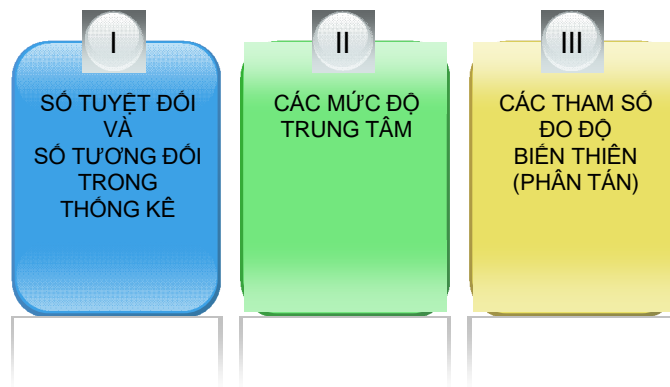 I
SỐ TUYỆT ĐỐI
VÀ
SỐ TƯƠNG ĐỐI
TRONG
THỐNG KÊ
II
CÁC MỨC ĐỘ
TRUNG TÂM
III
CÁC THAM SỐ
ĐO ĐỘ
BIẾN THIÊN
(PHÂN TÁN)